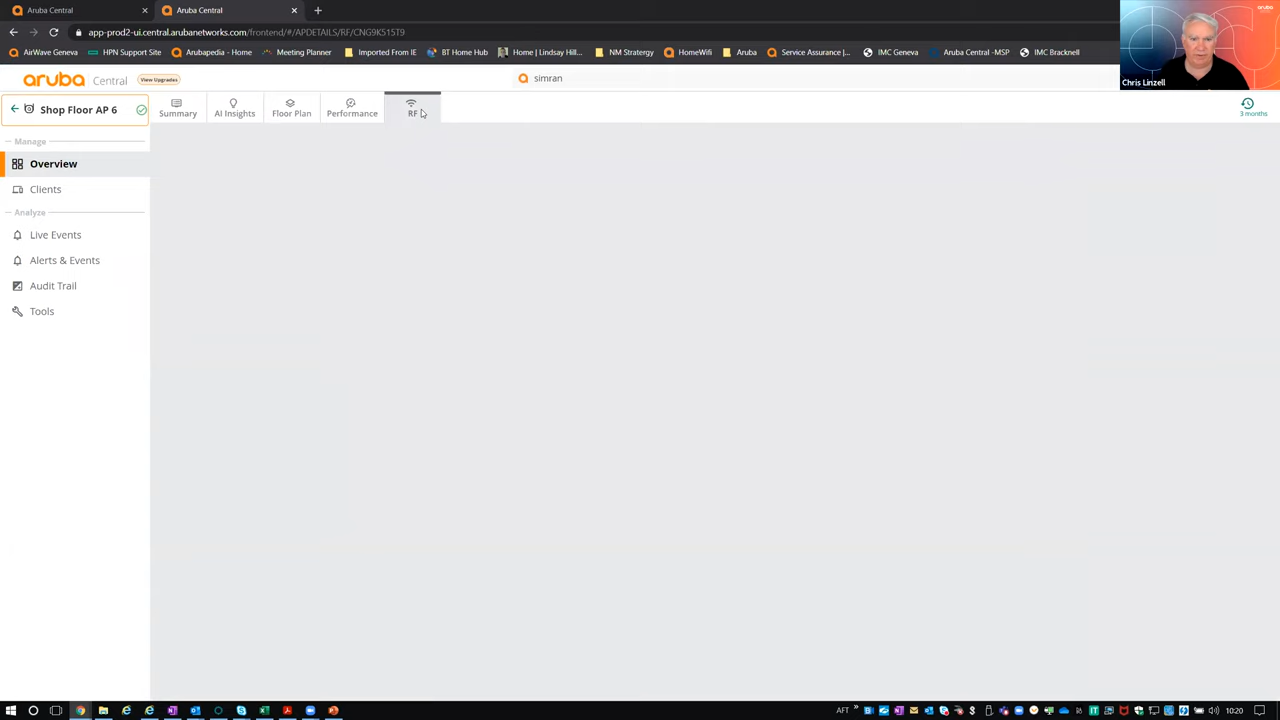 Aruba Central
Aruba Central
app-prod2-ui.central.arubanetworks.com/frontend/#/APDETAILS/RF/CNG9K515T9
AirWave Geneva
HPN Support Site
Arubapedia - Home
Meeting Planner
Imported From IE
BT Home Hub
Home | Lindsay Hill...
NM Stratergy
HomeWifi
Aruba
Service Assurance |...
IMC Geneva
Aruba Central -MSP
IMC Bracknell
aruba Central
View Upgrades
simran
Chris Linzell
Shop Floor AP 6
Summary
AI Insights
Floor Plan
Performance
RF
3 months
Manage
Overview
Clients
Analyze
Live Events
Alerts & Events
Audit Trail
Tools
AFT
10:20